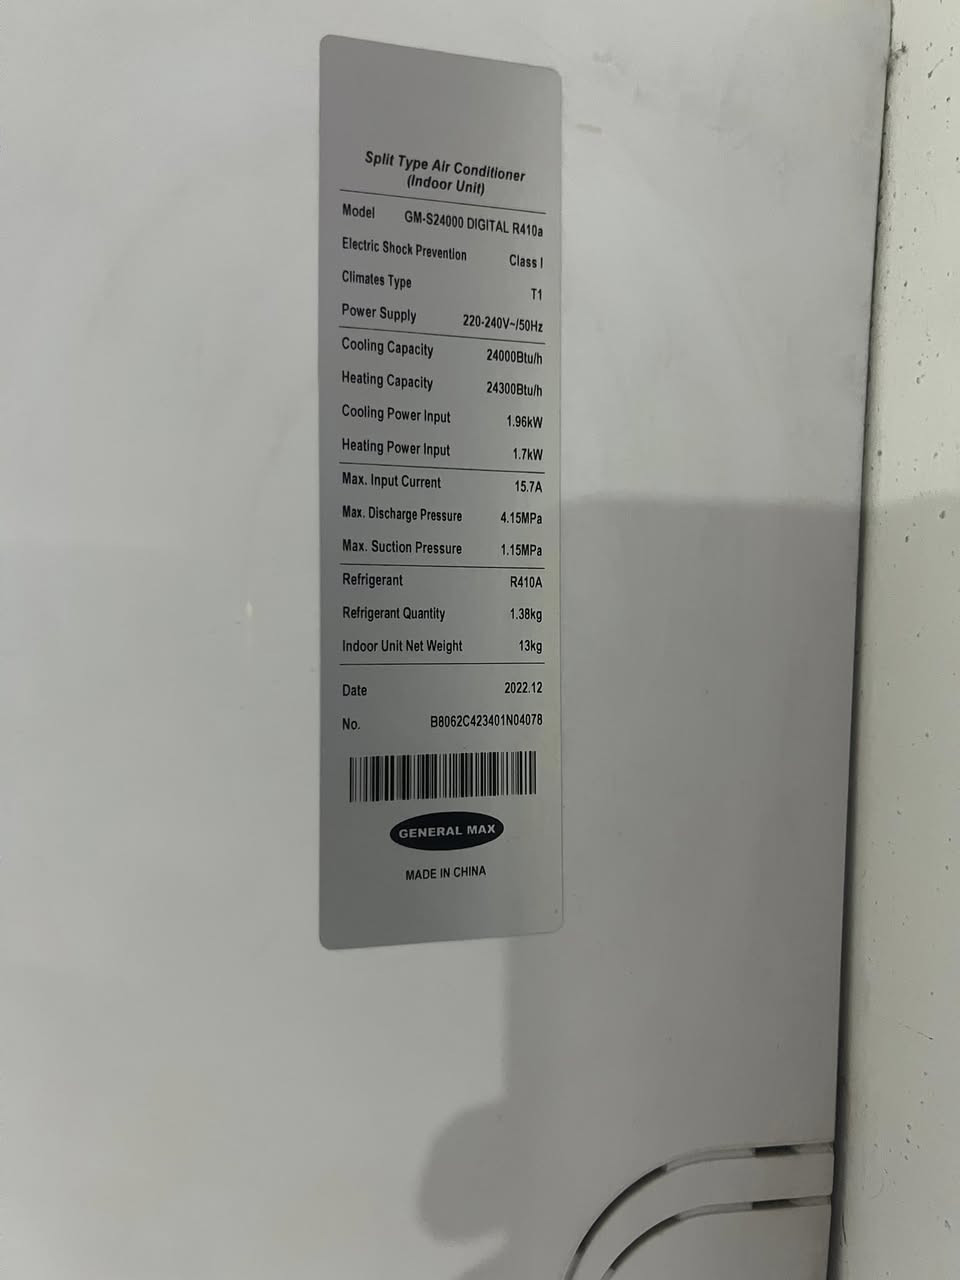 Split Type Air Conditioner
(Indoor Unit)
Model GM-S24000 DIGITAL R410a
Electric Shock Prevention Class I
Climates Type T1
Power Supply 220-240V~/50Hz
Cooling Capacity 24000Btu/h
Heating Capacity 24300Btu/h
Cooling Power Input 1.96kW
Heating Power Input 1.7kW
Max. Input Current 15.7A
Max. Discharge Pressure 4.15MPa
Max. Suction Pressure 1.15MPa
Refrigerant R410A
Refrigerant Quantity 1.38kg
Indoor Unit Net Weight 13kg
Date 2022.12
No. B8062C423401N04078
GENERAL MAX
MADE IN CHINA